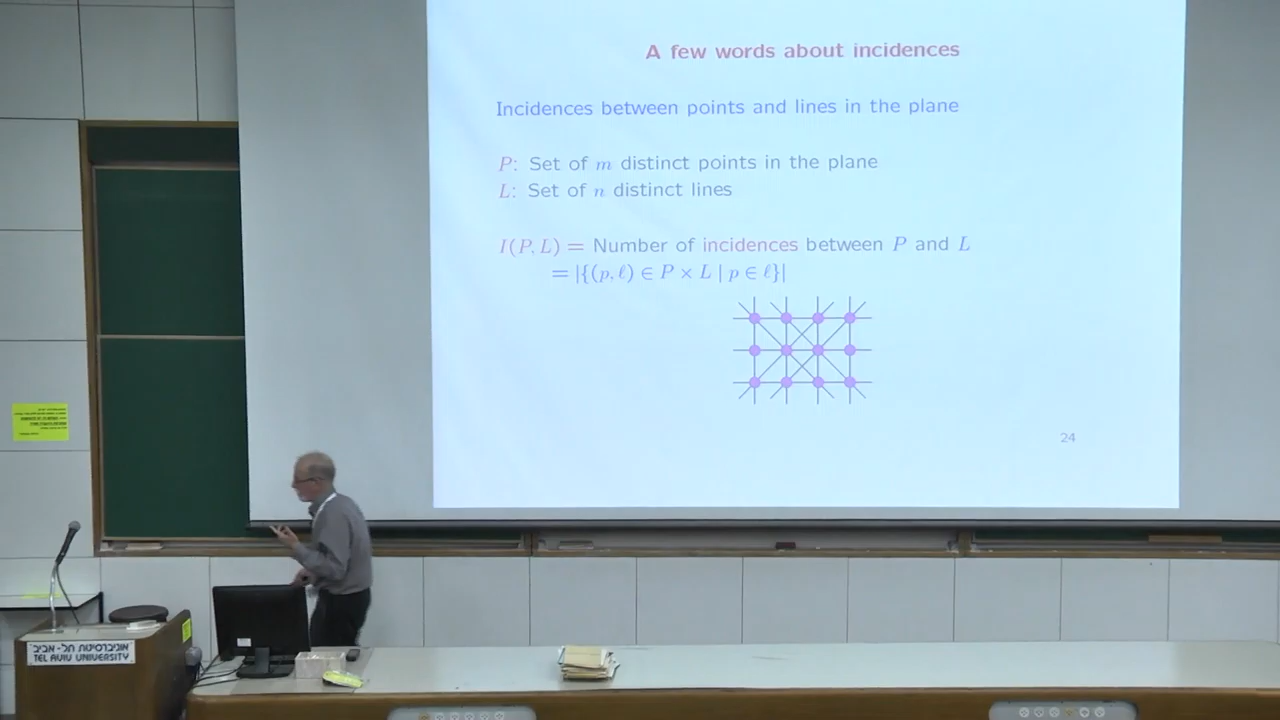 A few words about incidences
Incidences between points and lines in the plane
P: Set of m distinct points in the plane
L: Set of n distinct lines
I(P, L) = Number of incidences between P and L
= |{(p, ℓ) ∈ P × L | p ∈ ℓ}|
24
אוניברסיטת תל-אביב
TEL AVIV UNIVERSITY